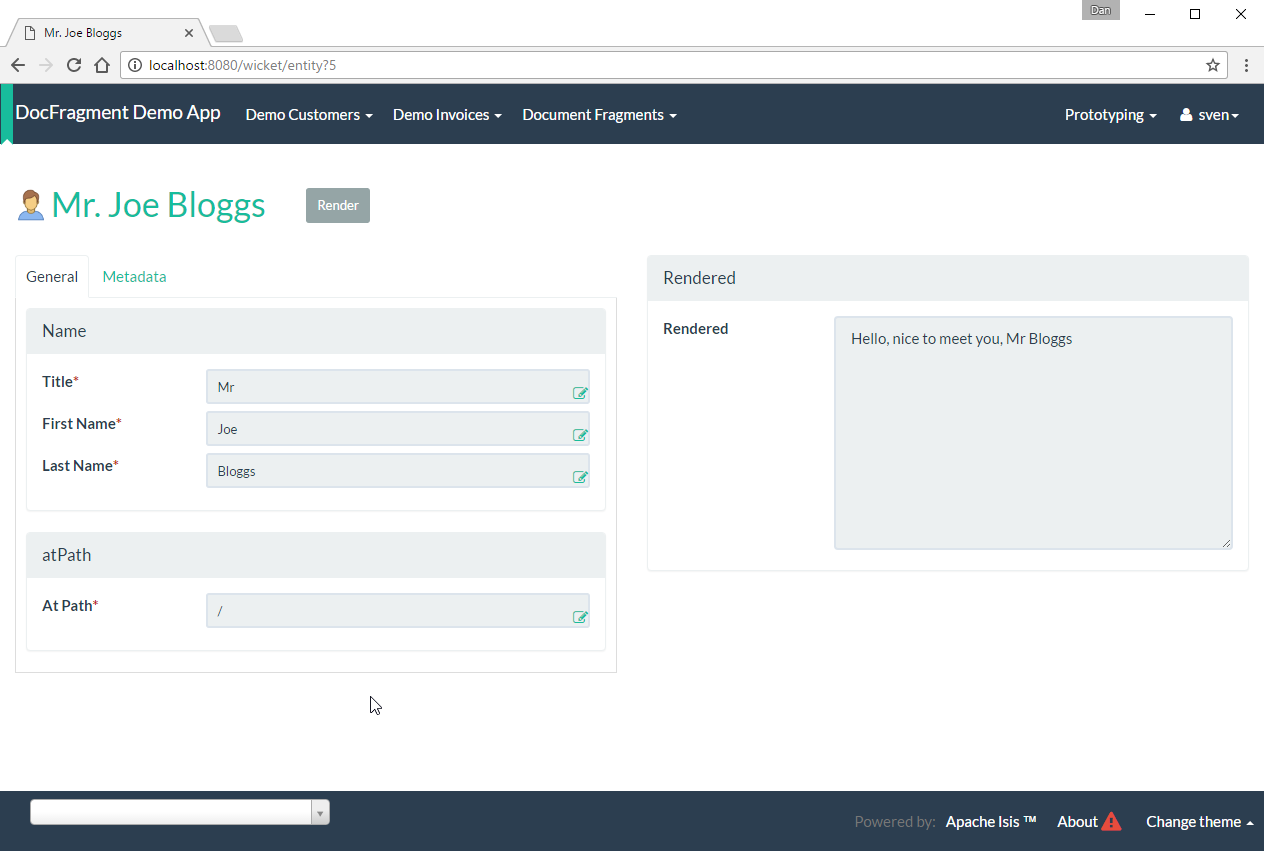 Dan
Mr. Joe Bloggs
localhost:8080/wicket/entity?5
DocFragment Demo App Demo Customers Demo Invoices Document Fragments Prototyping sven
Mr. Joe Bloggs Render
General Metadata
Name
Title* Mr
First Name* Joe
Last Name* Bloggs
atPath
At Path* /
Rendered
Rendered Hello, nice to meet you, Mr Bloggs
Powered by: Apache Isis ™ About Change theme